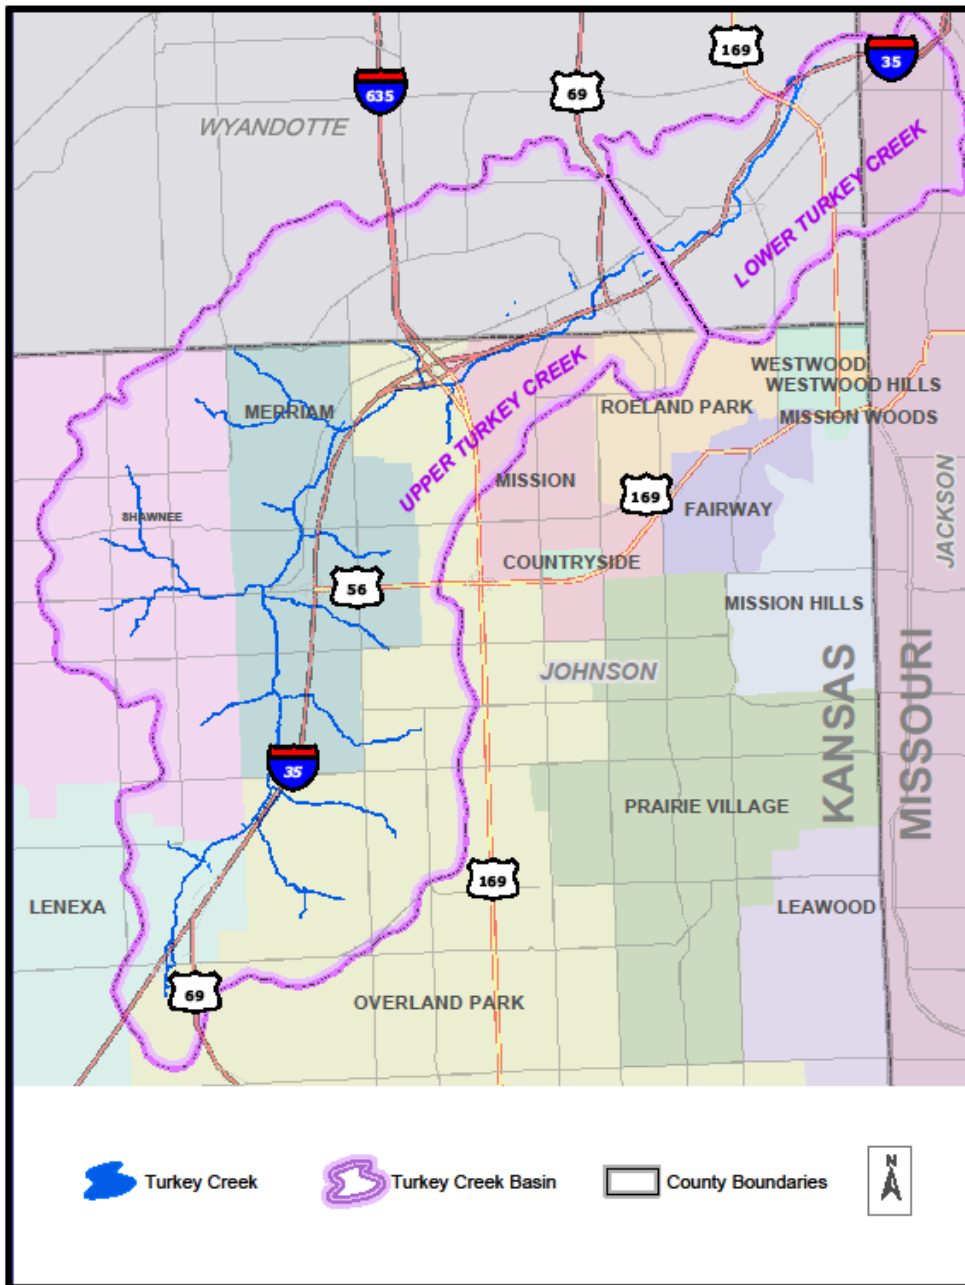 169
35
635
69
WYANDOTTE
LOWER TURKEY CREEK
WESTWOOD
WESTWOOD HILLS
MERRIAM
UPPER TURKEY CREEK
ROELAND PARK
MISSION WOODS
MISSION
169
FAIRWAY
JACKSON
SHAWNEE
COUNTRYSIDE
56
MISSION HILLS
JOHNSON
KANSAS
MISSOURI
35
PRAIRIE VILLAGE
169
LENEXA
LEAWOOD
69
OVERLAND PARK
Turkey Creek
Turkey Creek Basin
County Boundaries
N